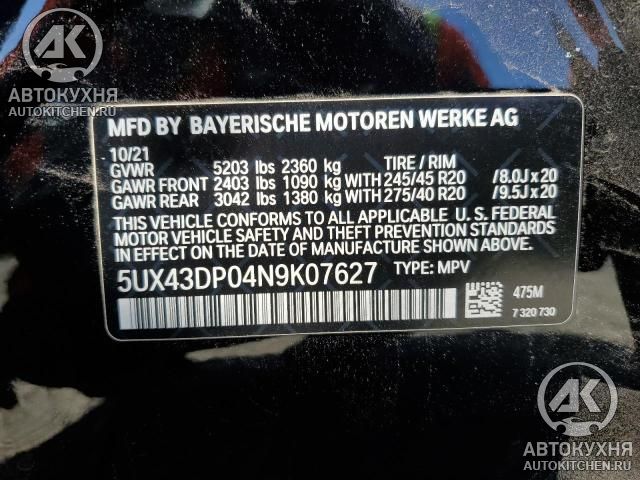 АК
АВТОКУХНЯ
AUTOKITCHEN.RU
MFD BY BAYERISCHE MOTOREN WERKE AG
10/21
GVWR 5203 lbs 2360 kg TIRE / RIM
GAWR FRONT 2403 lbs 1090 kg WITH 245/45 R20 /8.0J x 20
GAWR REAR 3042 lbs 1380 kg WITH 275/40 R20 /9.5J x 20
THIS VEHICLE CONFORMS TO ALL APPLICABLE U. S. FEDERAL
MOTOR VEHICLE SAFETY AND THEFT PREVENTION STANDARDS
IN EFFECT ON THE DATE OF MANUFACTURE SHOWN ABOVE.
5UX43DP04N9K07627 TYPE: MPV
475M
7 320 730
АК
АВТОКУХНЯ
AUTOKITCHEN.RU